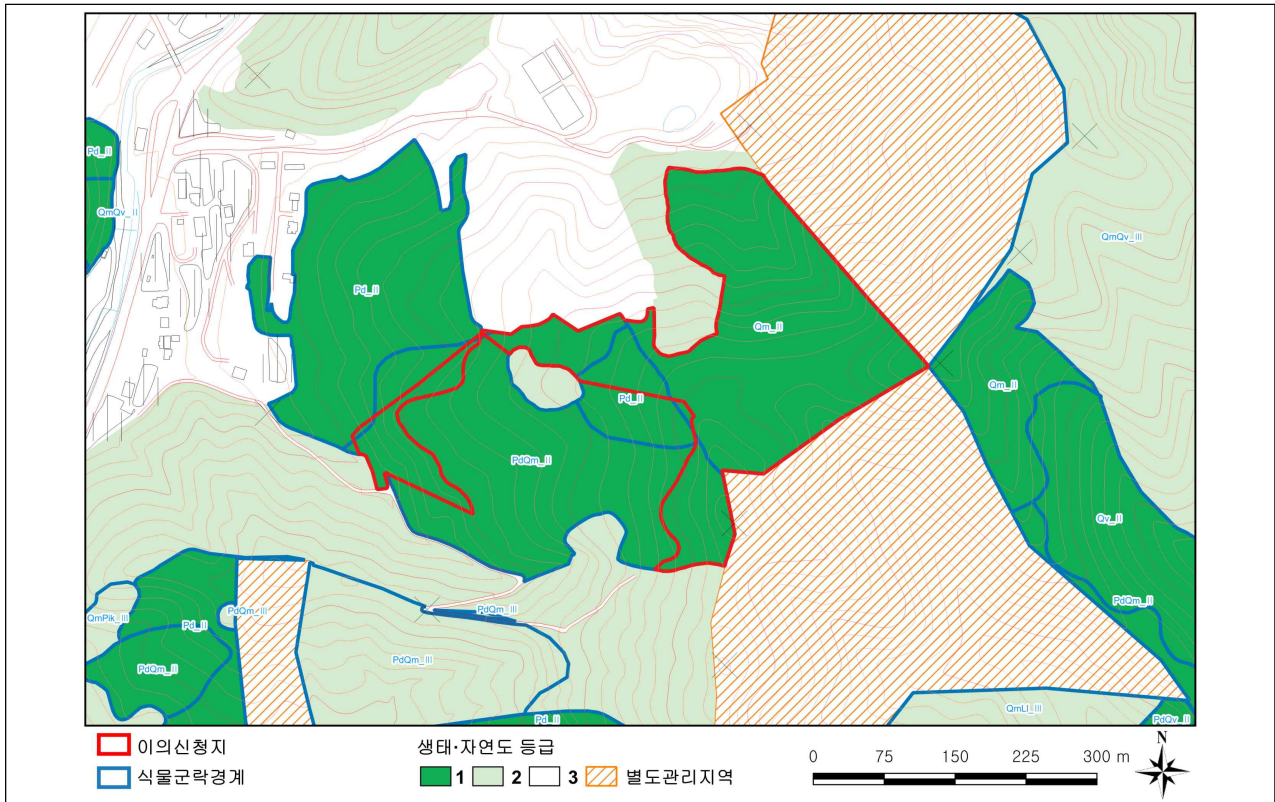 Pd_II
QmQv_II
QmQv_III
Pd_II
Qm_II
Qm_II
Pd_II
PdQm_II
Qv_II
PdQm_II
PdQm_III
QmPik_III
Pd_II
PdQm_III
PdQm_III
PdQm_II
QmLl_III
Pd_II
PdQv_II
이의신청지
식물군락경계
생태·자연도 등급
1 2 3 별도관리지역
0 75 150 225 300 m
N